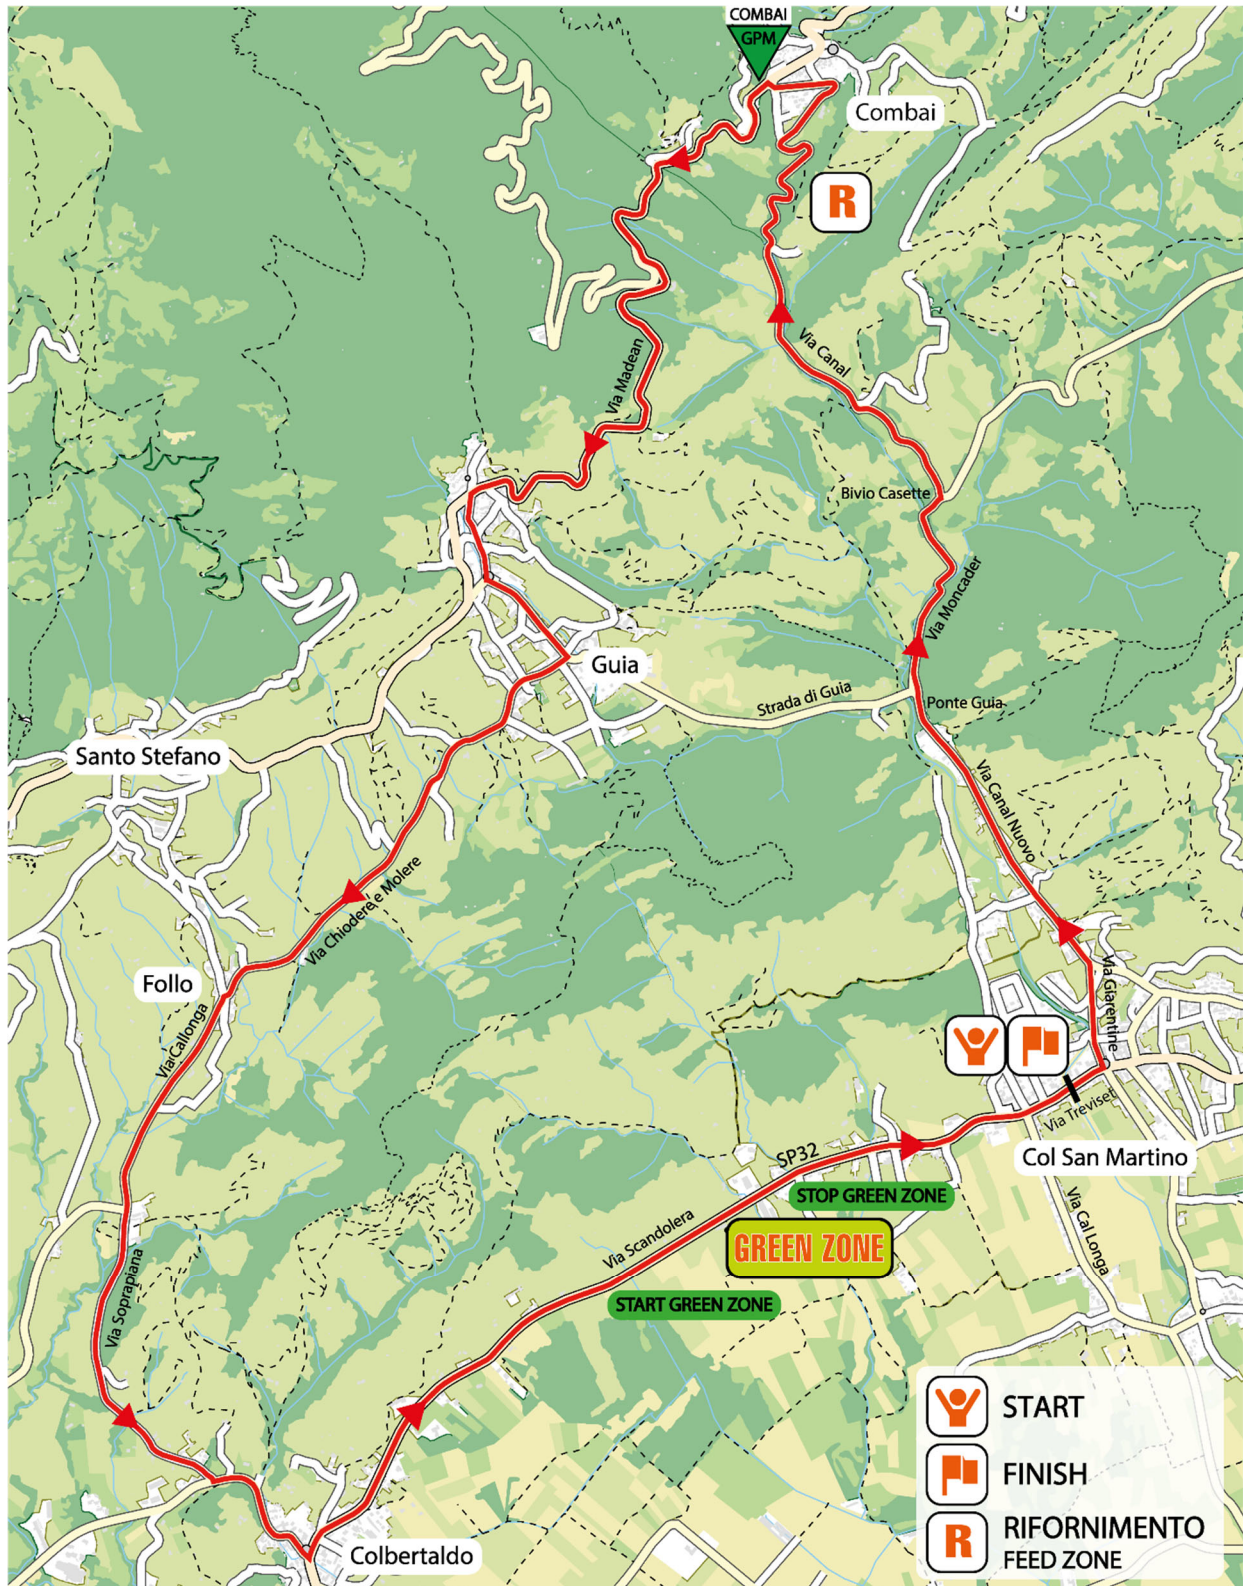 COMBAI
GPM
Combai
R
Via Canal
Via Madean
Bivio Casette
Via Moncader
Guia
Strada di Guia
Ponte Guia
Santo Stefano
Via Canal Nuovo
Via Chiodere e Molere
Follo
Via Callonga
Via Giarentine
Via Treviset
SP32
Col San Martino
STOP GREEN ZONE
Via Scandolera
GREEN ZONE
Via Cal Longa
START GREEN ZONE
Via Soprapiana
START
FINISH
R
RIFORNIMENTO
FEED ZONE
Colbertaldo